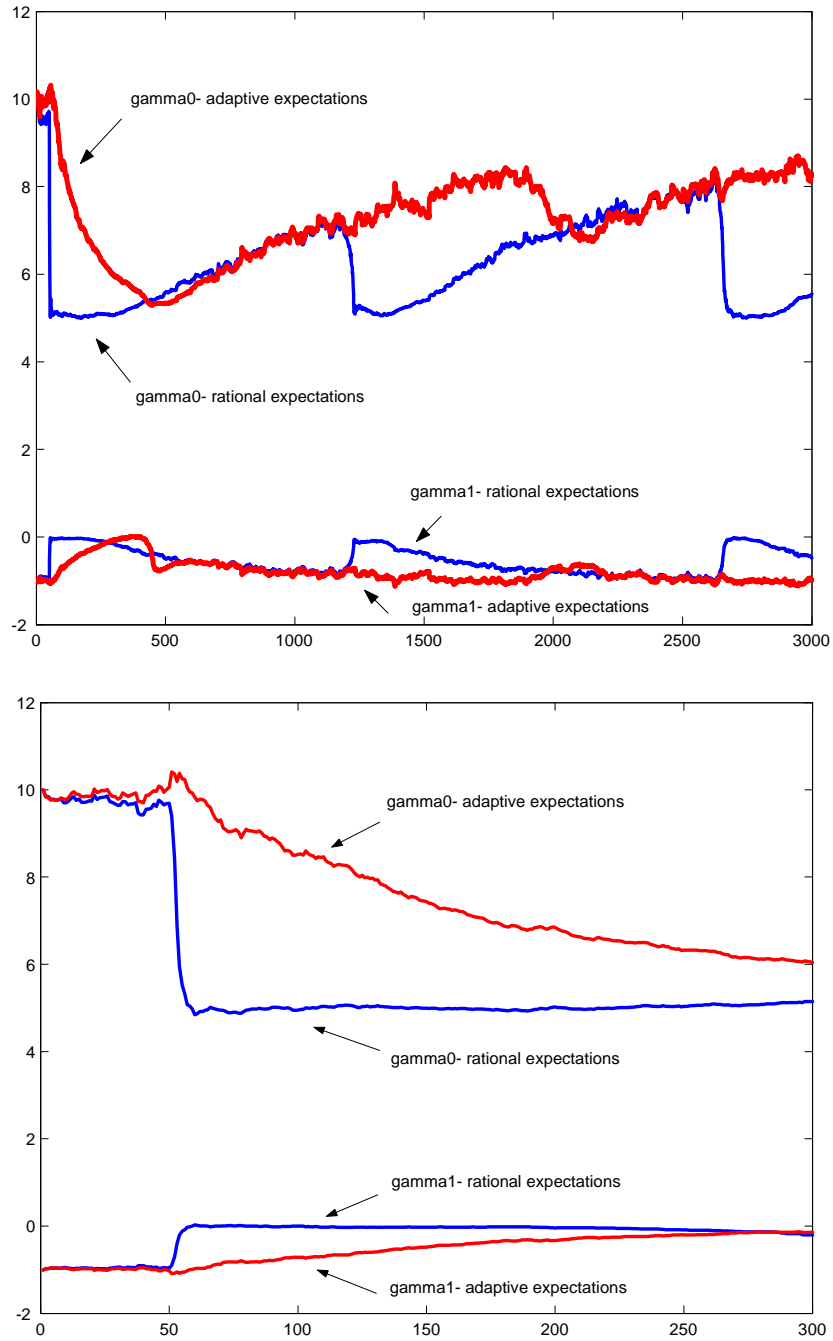 12
10
8
6
4
2
0
-2
gamma0- adaptive expectations
gamma0- rational expectations
gamma1- rational expectations
gamma1- adaptive expectations
0 500 1000 1500 2000 2500 3000
12
10
8
6
4
2
0
-2
gamma0- adaptive expectations
gamma0- rational expectations
gamma1- rational expectations
gamma1- adaptive expectations
0 50 100 150 200 250 300